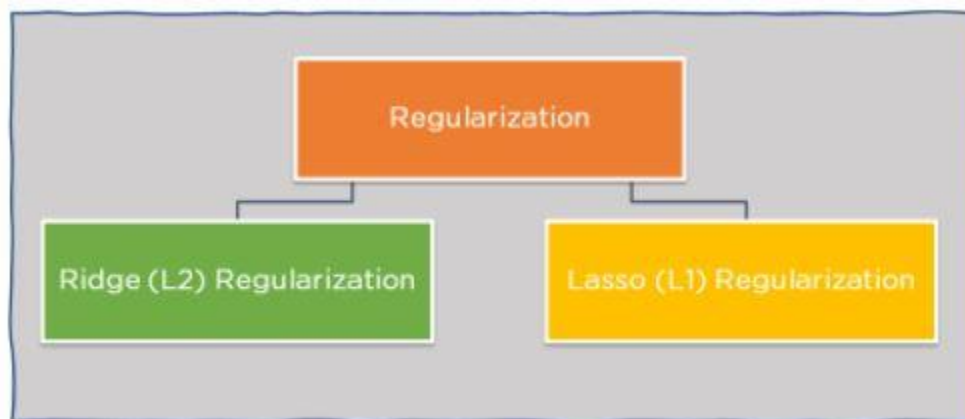 Regularization
Ridge (L2) Regularization
Lasso (L1) Regularization